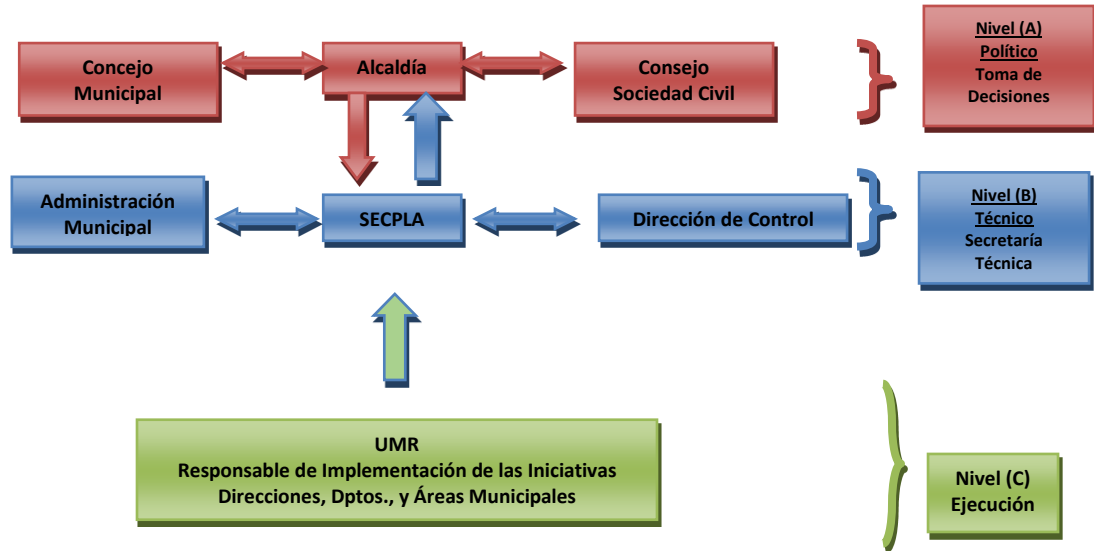 Concejo
Municipal
Alcaldía
Consejo
Sociedad Civil
Nivel (A)
Político
Toma de
Decisiones
Administración
Municipal
SECPLA
Dirección de Control
Nivel (B)
Técnico
Secretaría
Técnica
UMR
Responsable de Implementación de las Iniciativas
Direcciones, Dptos., y Áreas Municipales
Nivel (C)
Ejecución